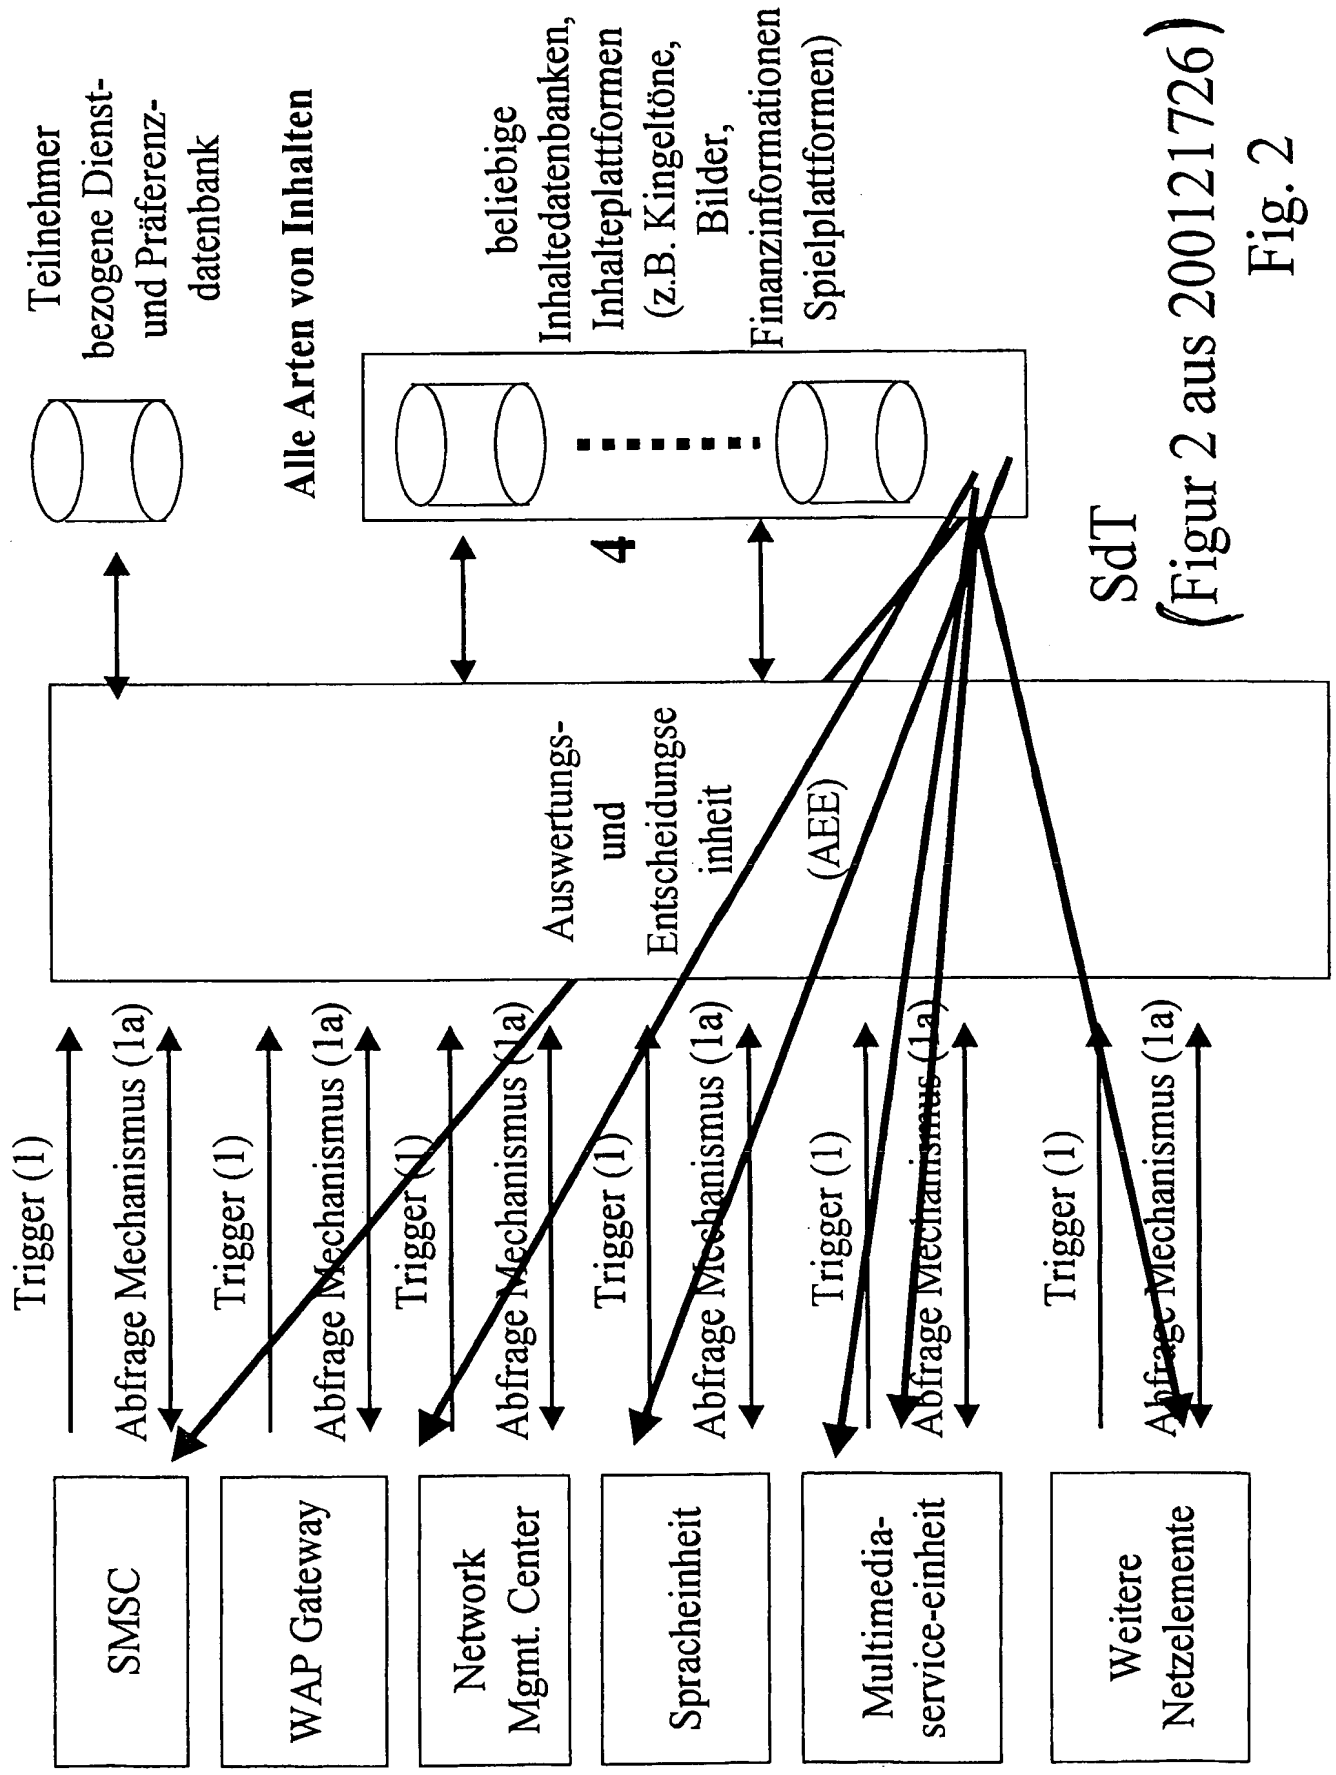 SMSC
WAP Gateway
Network
Mgmt. Center
Spracheinheit
Multimedia-
service-einheit
Weitere
Netzelemente
Trigger (1)
Abfrage Mechanismus (1a)
Trigger (1)
Abfrage Mechanismus (1a)
Trigger (1)
Abfrage Mechanismus (1a)
Trigger (1)
Abfrage Mechanismus (1a)
Trigger (1)
Abfrage Mechanismus (1a)
Trigger (1)
Abfrage Mechanismus (1a)
Auswertungs-
und
Entscheidungse
inheit
(AEE)
4
Teilnehmer
bezogene Dienst-
und Präferenz-
datenbank
Alle Arten von Inhalten
beliebige
Inhaltedatenbanken,
Inhalteplattformen
(z.B. Kingeltöne,
Bilder,
Finanzinformationen
Spielplattformen)
SdT
(Figur 2 aus 200121726)
Fig. 2